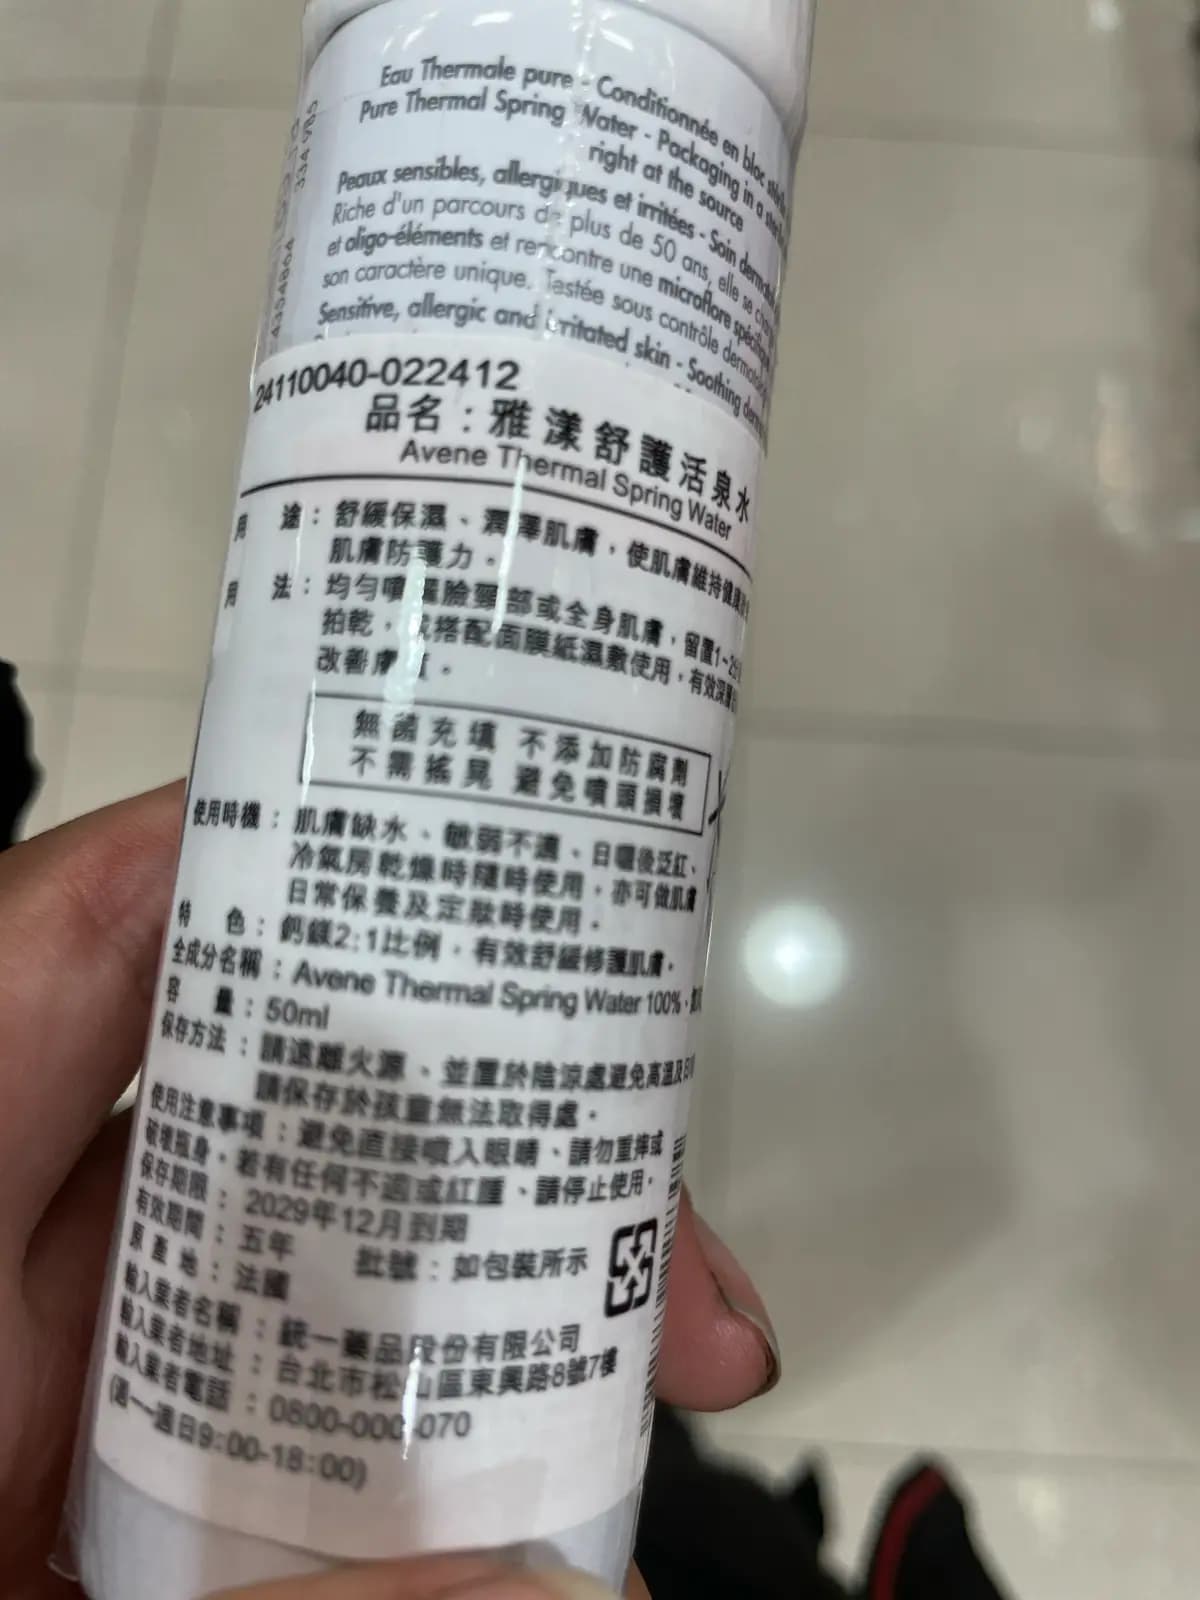 Eau Thermale pure - Conditionnée en bloc
Pure Thermal Spring Water - Packaging in a
right at the source
Peaux sensibles, allergiques et irritées - Soin
Riche d'un parcours de plus de 50 ans, elle se
et oligo-éléments et rencontre une microflore
son caractère unique. Testée sous contrôle
Sensitive, allergic and irritated skin - Soothing
24110040-022412
品名：雅漾舒護活泉水
Avene Thermal Spring Water
用 途：舒緩保濕、潤澤肌膚，使肌膚維持健康
肌膚防護力。
用 法：均勻噴濕臉頸部或全身肌膚，留置1-2分
拍乾，或搭配面膜紙濕敷使用，有效深層
改善膚質。
無菌充填 不添加防腐劑
不需搖晃 避免噴頭損壞
使用時機：肌膚缺水、敏弱不適、日曬後泛紅、
冷氣房乾燥時隨時使用，亦可做肌膚
日常保養及定妝時使用。
特 色：鈣鎂2:1比例，有效舒緩修護肌膚。
全成分名稱：Avene Thermal Spring Water 100%，
容 量：50ml
保存方法：請遠離火源、並置於陰涼處避免高溫及日
請保存於孩童無法取得處。
使用注意事項：避免直接噴入眼睛、請勿重摔或
破壞瓶身。若有任何不適或紅腫、請停止使用。
保存期限：2029年12月到期
有效期間：五年 批號：如包裝所示
原 產 地：法國
輸入業者名稱：統一藥品股份有限公司
輸入業者地址：台北市松山區東興路8號7樓
輸入業者電話：0800-000-070
(週一~週日9:00-18:00)